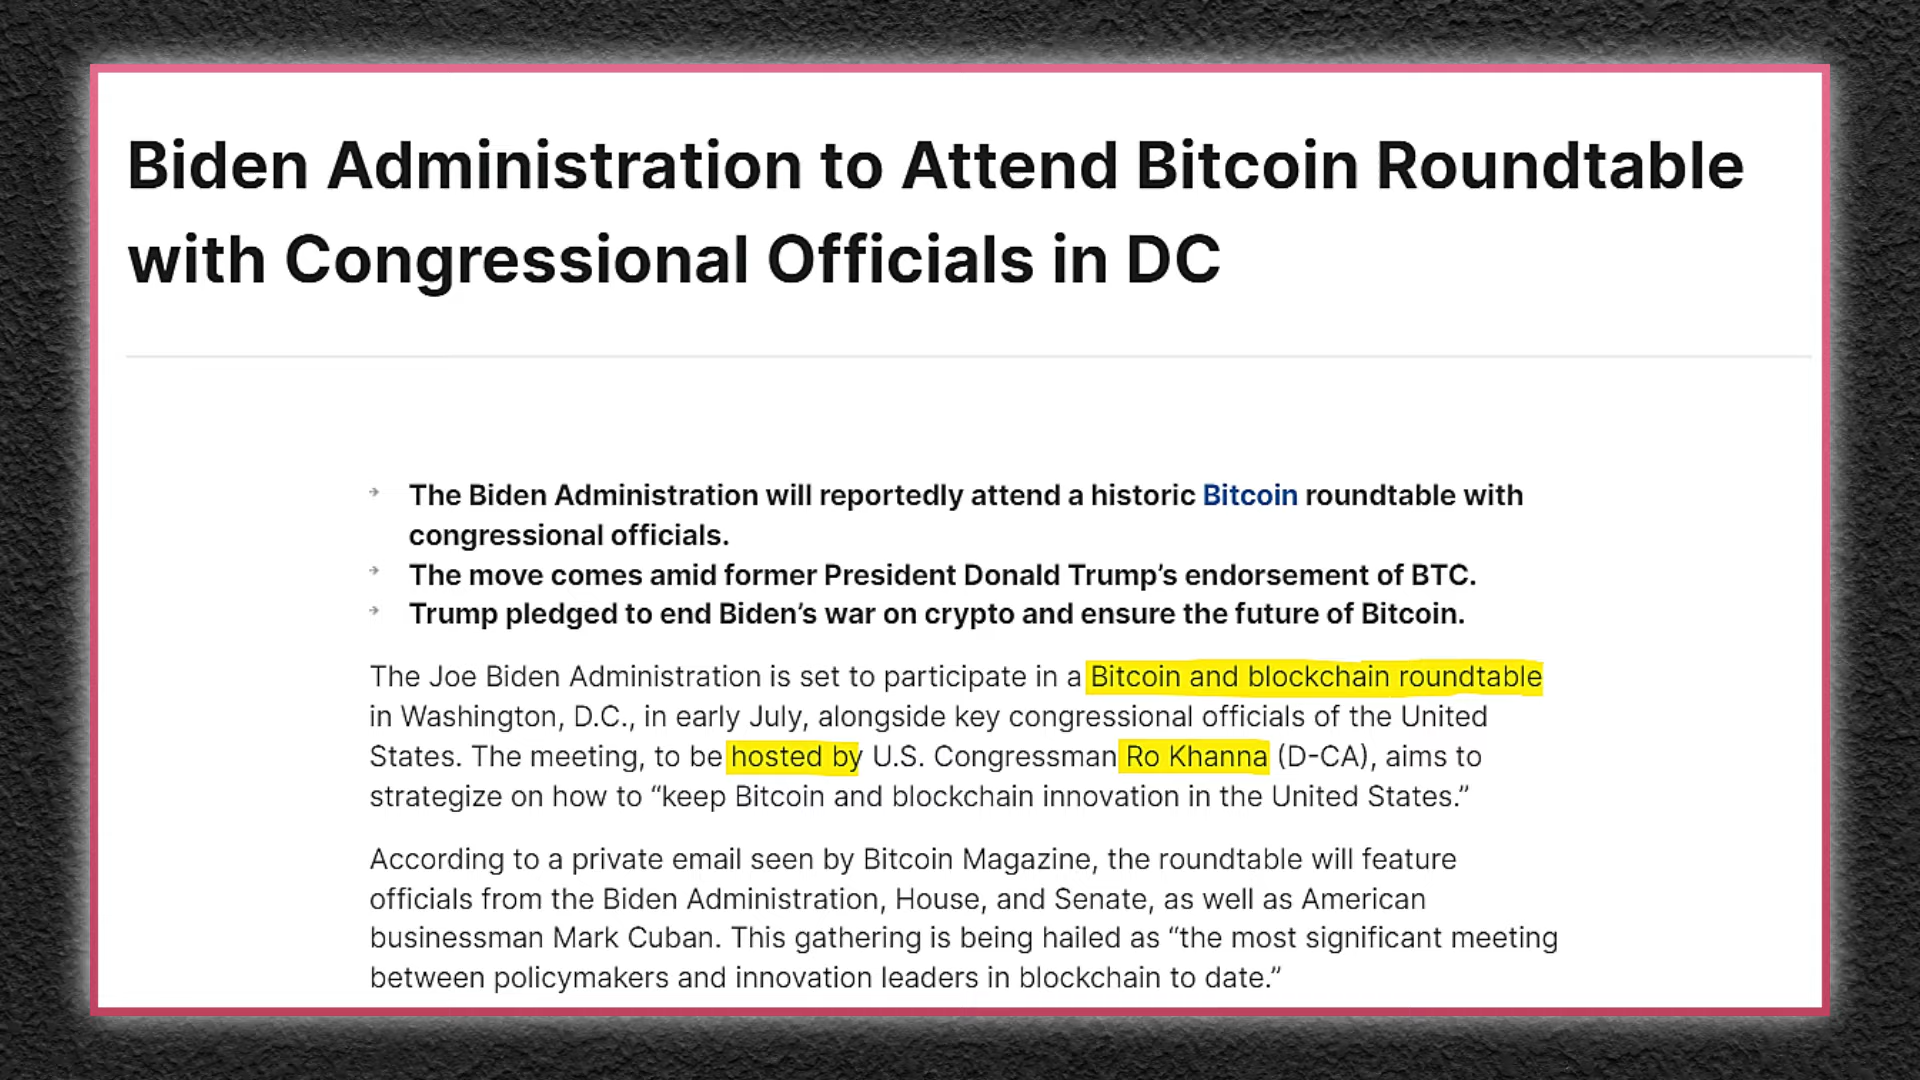 Biden Administration to Attend Bitcoin Roundtable
with Congressional Officials in DC
The Biden Administration will reportedly attend a historic Bitcoin roundtable with
congressional officials.
The move comes amid former President Donald Trump’s endorsement of BTC.
Trump pledged to end Biden’s war on crypto and ensure the future of Bitcoin.
The Joe Biden Administration is set to participate in a Bitcoin and blockchain roundtable
in Washington, D.C., in early July, alongside key congressional officials of the United
States. The meeting, to be hosted by U.S. Congressman Ro Khanna (D-CA), aims to
strategize on how to “keep Bitcoin and blockchain innovation in the United States.”
According to a private email seen by Bitcoin Magazine, the roundtable will feature
officials from the Biden Administration, House, and Senate, as well as American
businessman Mark Cuban. This gathering is being hailed as “the most significant meeting
between policymakers and innovation leaders in blockchain to date.”